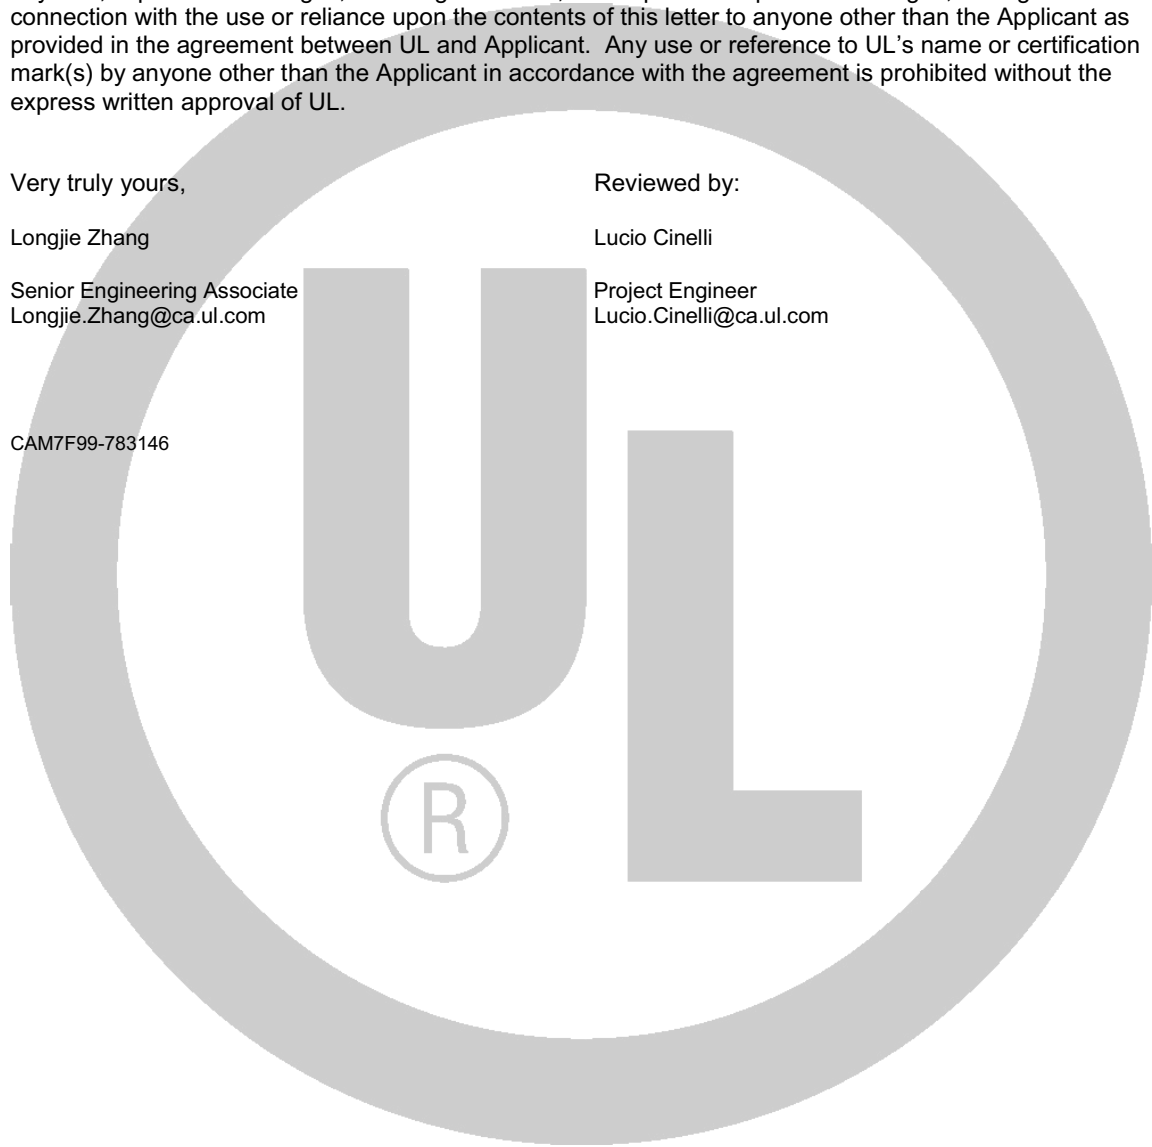 connection with the use or reliance upon the contents of this letter to anyone other than the Applicant as
provided in the agreement between UL and Applicant.  Any use or reference to UL’s name or certification
mark(s) by anyone other than the Applicant in accordance with the agreement is prohibited without the
express written approval of UL.
Very truly yours,
Reviewed by:
Longjie Zhang
Lucio Cinelli
Senior Engineering Associate
Project Engineer
Longjie.Zhang@ca.ul.com
Lucio.Cinelli@ca.ul.com
CAM7F99-783146
UL
®